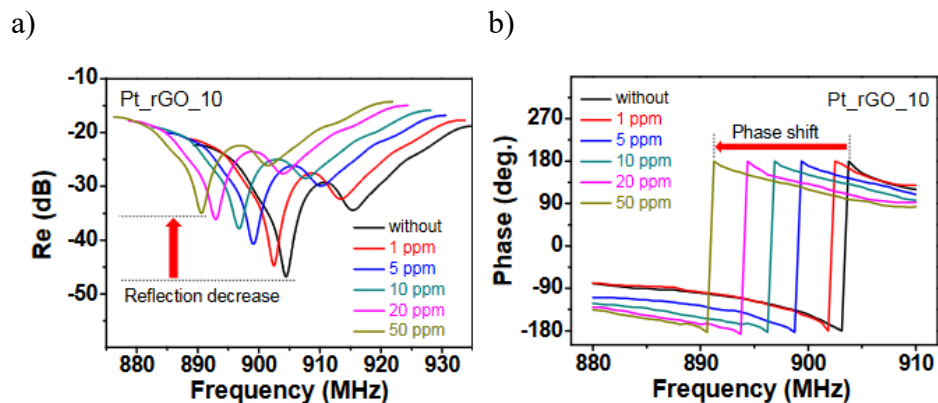 a)
b)
Pt_rGO_10
Re (dB)
-10
-20
-30
-40
-50
Reflection decrease
without
1 ppm
5 ppm
10 ppm
20 ppm
50 ppm
880 890 900 910 920 930
Frequency (MHz)
Phase (deg.)
270
180
90
0
-90
-180
without
1 ppm
5 ppm
10 ppm
20 ppm
50 ppm
Pt_rGO_10
Phase shift
880 890 900 910
Frequency (MHz)